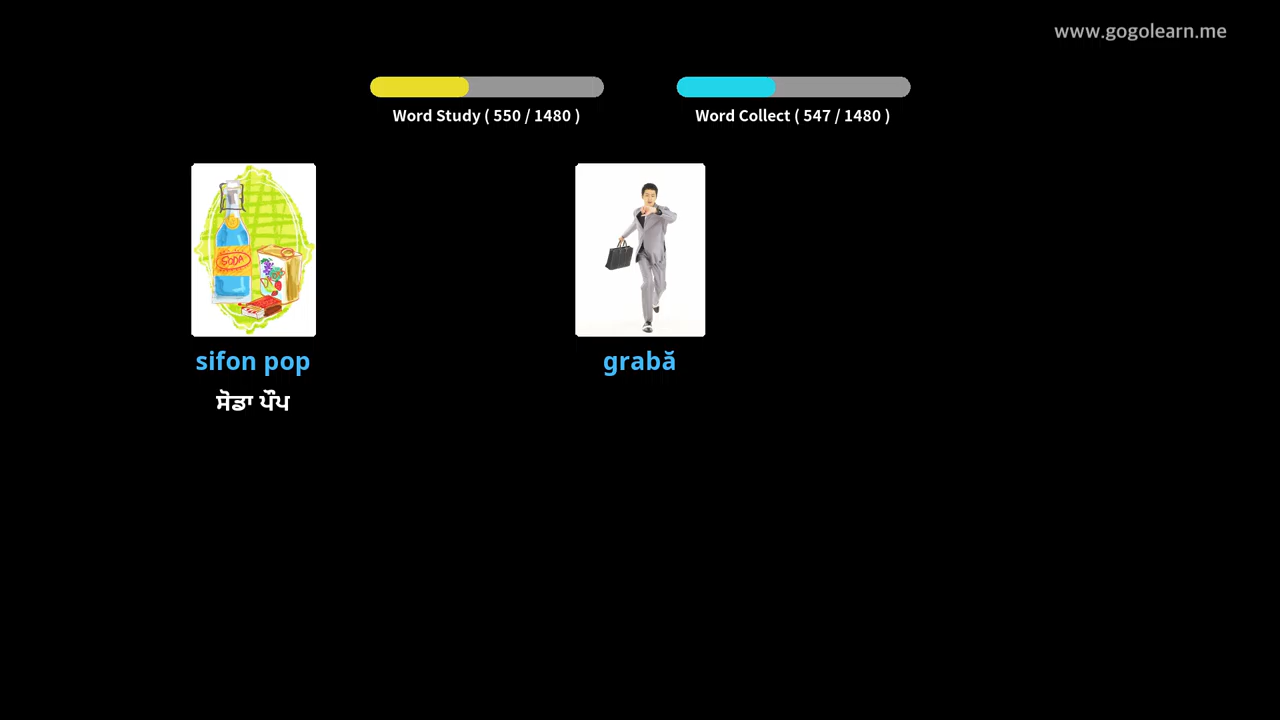 www.gogolearn.me
Word Study ( 550 / 1480 )
Word Collect ( 547 / 1480 )
SODA
sifon pop
ਸੋਡਾ ਪੌਪ
grabă